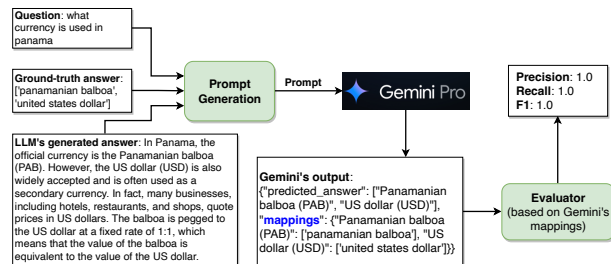 Question: what
currency is used in
panama
Ground-truth answer:
['panamanian balboa',
'united states dollar']
LLM's generated answer: In Panama, the
official currency is the Panamanian balboa
(PAB). However, the US dollar (USD) is also
widely accepted and is often used as a
secondary currency. In fact, many businesses,
including hotels, restaurants, and shops, quote
prices in US dollars. The balboa is pegged to
the US dollar at a fixed rate of 1:1, which
means that the value of the balboa is
equivalent to the value of the US dollar.
Prompt
Generation
Prompt
Gemini Pro
Gemini's output:
{"predicted_answer": ["Panamanian
balboa (PAB)", "US dollar (USD)"],
"mappings": {"Panamanian balboa
(PAB)": ['panamanian balboa'], "US
dollar (USD)": ['united states dollar']}}
Precision: 1.0
Recall: 1.0
F1: 1.0
Evaluator
(based on Gemini's
mappings)